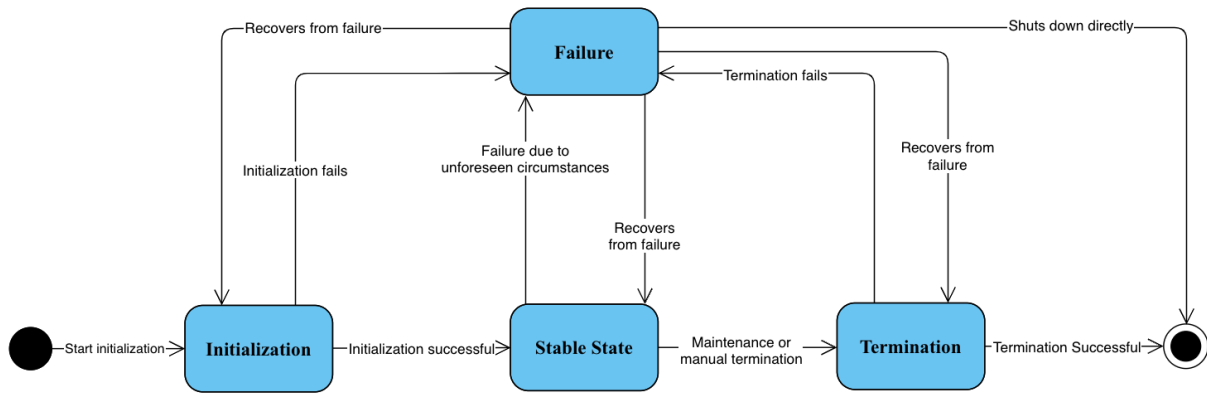 Recovers from failure
Failure
Shuts down directly
Termination fails
Initialization fails
Failure due to
unforeseen circumstances
Recovers from
failure
Recovers
from failure
Start initialization
Initialization
Initialization successful
Stable State
Maintenance or
manual termination
Termination
Termination Successful